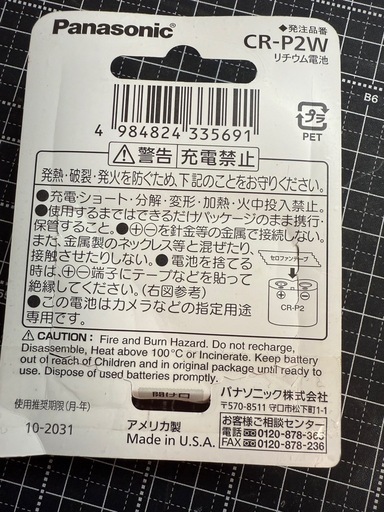 Panasonic
◆発注品番
CR-P2W
リチウム電池
4 984824 335691
プラ
PET
⚠警告 充電禁止
発熱・破裂・発火を防ぐため、下記のことをお守りください。
●充電・ショート・分解・変形・加熱・火中投入禁止。
●使用するまではできるだけパッケージのまま携行・
保管すること。●⊕⊖を針金等の金属で接続しない。
また、金属製のネックレス等と混ぜたり、
接触させたりしない。●電池を捨てる
時は、⊕⊖端子にテープなどを貼って
絶縁してください。(右図参考)
●この電池はカメラなどの指定用途
専用です。
セロファンテープ
⊕ ⊖
CR-P2
⚠ CAUTION: Fire and Burn Hazard. Do not recharge,
Disassemble, Heat above 100°C or Incinerate. Keep battery
out of reach of Children and in original package until ready
to use. Dispose of used batteries promptly.
開け口
使用推奨期限(月-年)
10-2031
アメリカ製
Made in U.S.A.
パナソニック株式会社
〒570-8511 守口市松下町1-1
お客様ご相談センター
電話 0120-878-365
FAX 0120-878-236
B6